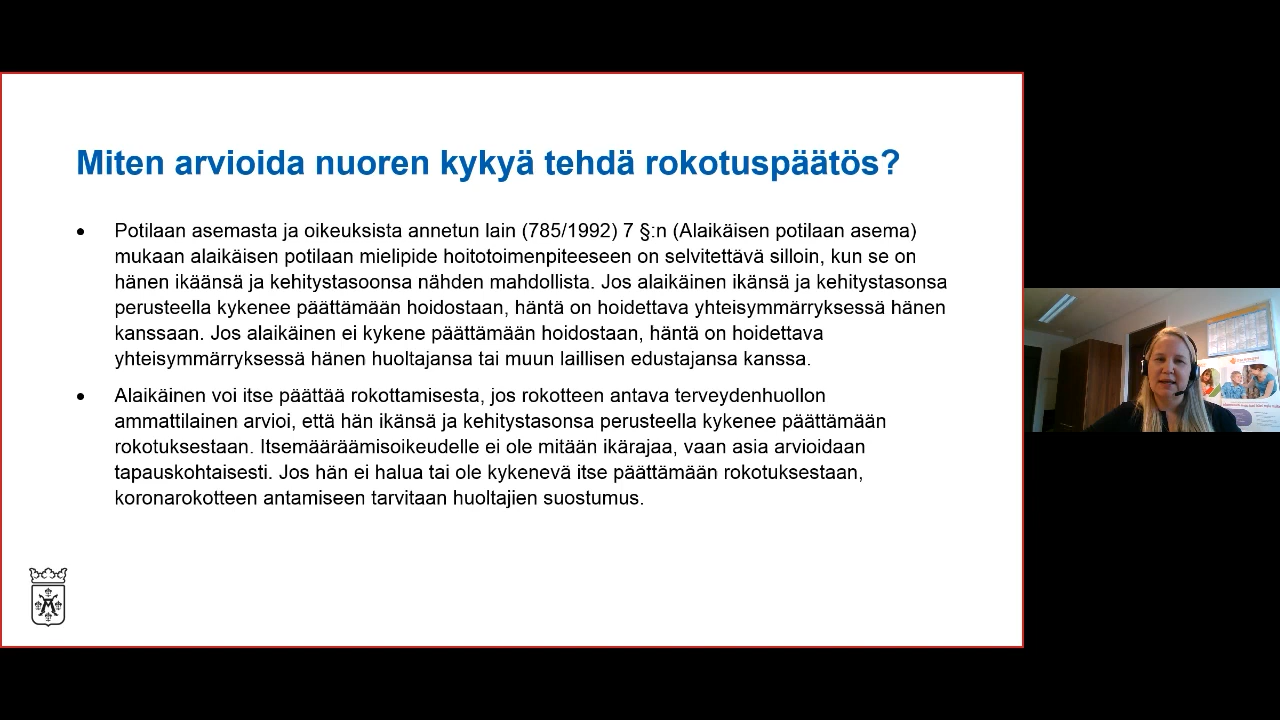 Miten arvioida nuoren kykyä tehdä rokotuspäätös?
• Potilaan asemasta ja oikeuksista annetun lain (785/1992) 7 §:n (Alaikäisen potilaan asema)
mukaan alaikäisen potilaan mielipide hoitotoimenpiteeseen on selvitettävä silloin, kun se on
hänen ikäänsä ja kehitystasoonsa nähden mahdollista. Jos alaikäinen ikänsä ja kehitystasonsa
perusteella kykenee päättämään hoidostaan, häntä on hoidettava yhteisymmärryksessä hänen
kanssaan. Jos alaikäinen ei kykene päättämään hoidostaan, häntä on hoidettava
yhteisymmärryksessä hänen huoltajansa tai muun laillisen edustajansa kanssa.
• Alaikäinen voi itse päättää rokottamisesta, jos rokotteen antava terveydenhuollon
ammattilainen arvioi, että hän ikänsä ja kehitystasonsa perusteella kykenee päättämään
rokotuksestaan. Itsemääräämisoikeudelle ei ole mitään ikärajaa, vaan asia arvioidaan
tapauskohtaisesti. Jos hän ei halua tai ole kykenevä itse päättämään rokotuksestaan,
koronarokotteen antamiseen tarvitaan huoltajien suostumus.